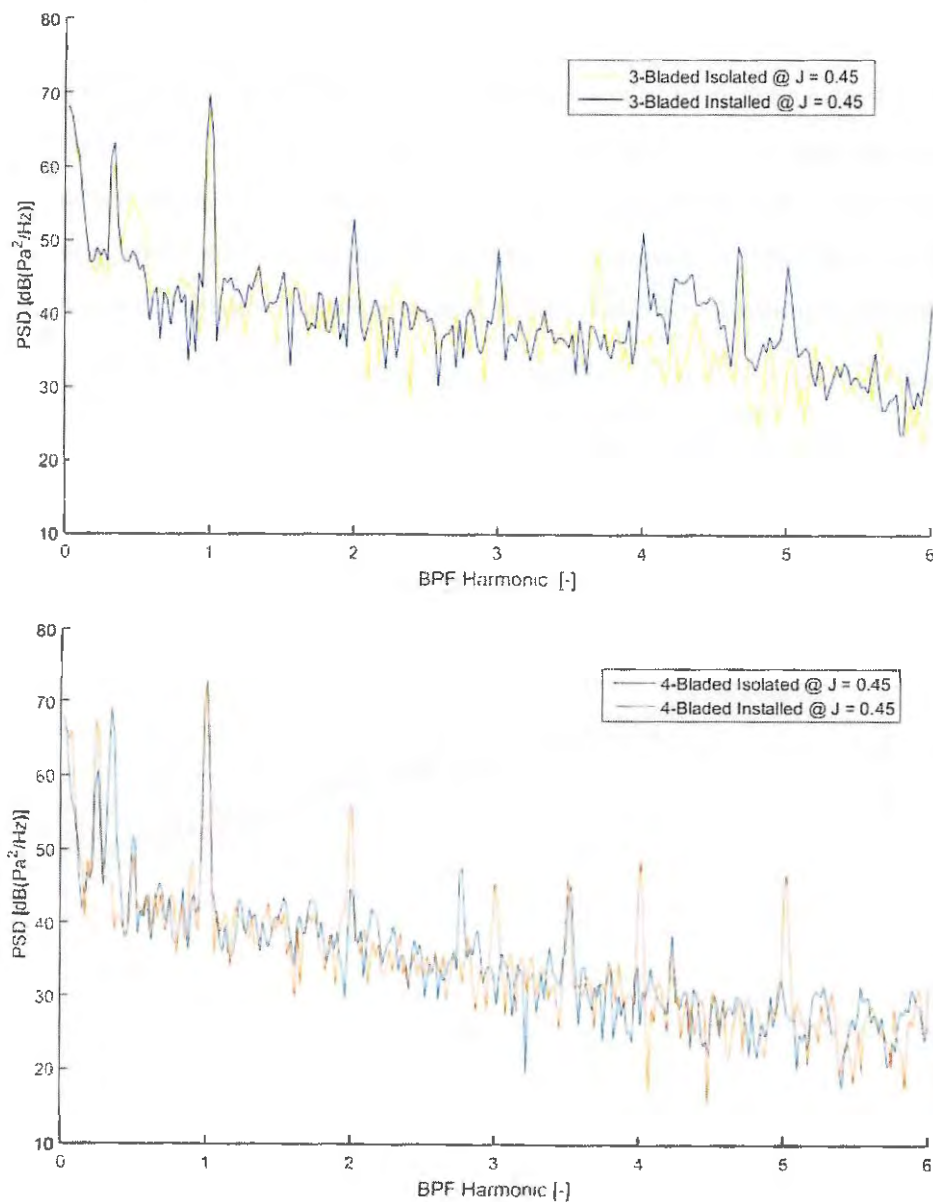 80
70
60
50
40
30
20
10
PSD [dB(Pa²/Hz)]
3-Bladed Isolated @ J = 0.45
3-Bladed Installed @ J = 0.45
0 1 2 3 4 5 6
BPF Harmonic [-]
80
70
60
50
40
30
20
10
PSD [dB(Pa²/Hz)]
4-Bladed Isolated @ J = 0.45
4-Bladed Installed @ J = 0.45
0 1 2 3 4 5 6
BPF Harmonic [-]